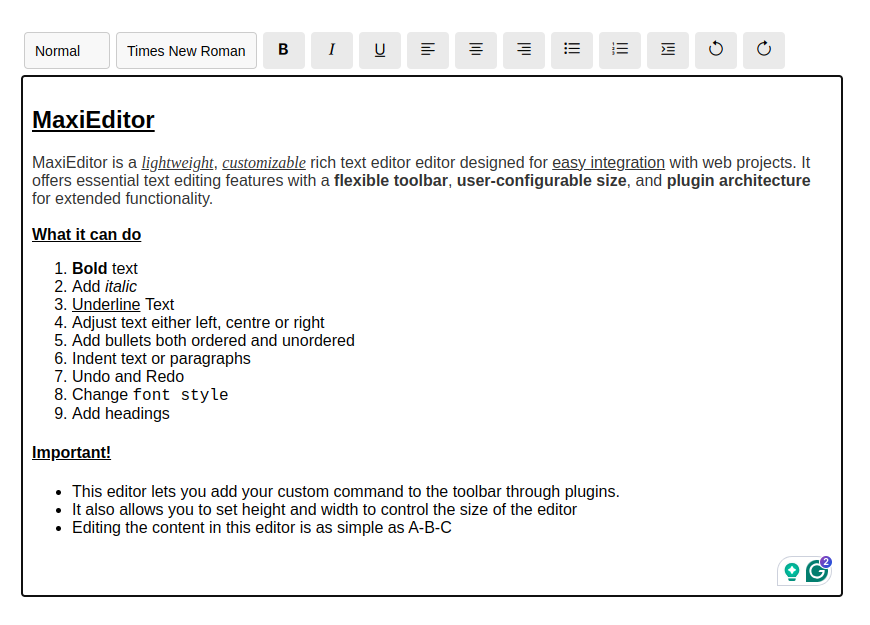 Normal Times New Roman B I U
MaxiEditor
MaxiEditor is a lightweight, customizable rich text editor editor designed for easy integration with web projects. It
offers essential text editing features with a flexible toolbar, user-configurable size, and plugin architecture
for extended functionality.
What it can do
1. Bold text
2. Add italic
3. Underline Text
4. Adjust text either left, centre or right
5. Add bullets both ordered and unordered
6. Indent text or paragraphs
7. Undo and Redo
8. Change font style
9. Add headings
Important!
• This editor lets you add your custom command to the toolbar through plugins.
• It also allows you to set height and width to control the size of the editor
• Editing the content in this editor is as simple as A-B-C
2